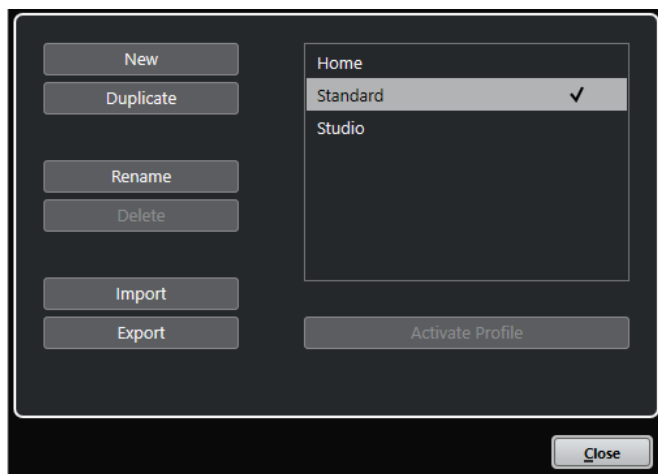 New
Duplicate
Rename
Delete
Import
Export
Home
Standard
Studio
Activate Profile
Close